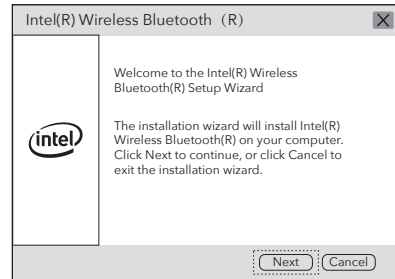 Intel(R) Wireless Bluetooth（R）
Welcome to the Intel(R) Wireless
Bluetooth(R) Setup Wizard
The installation wizard will install Intel(R)
Wireless Bluetooth(R) on your computer.
Click Next to continue, or click Cancel to
exit the installation wizard.
intel
Next
Cancel